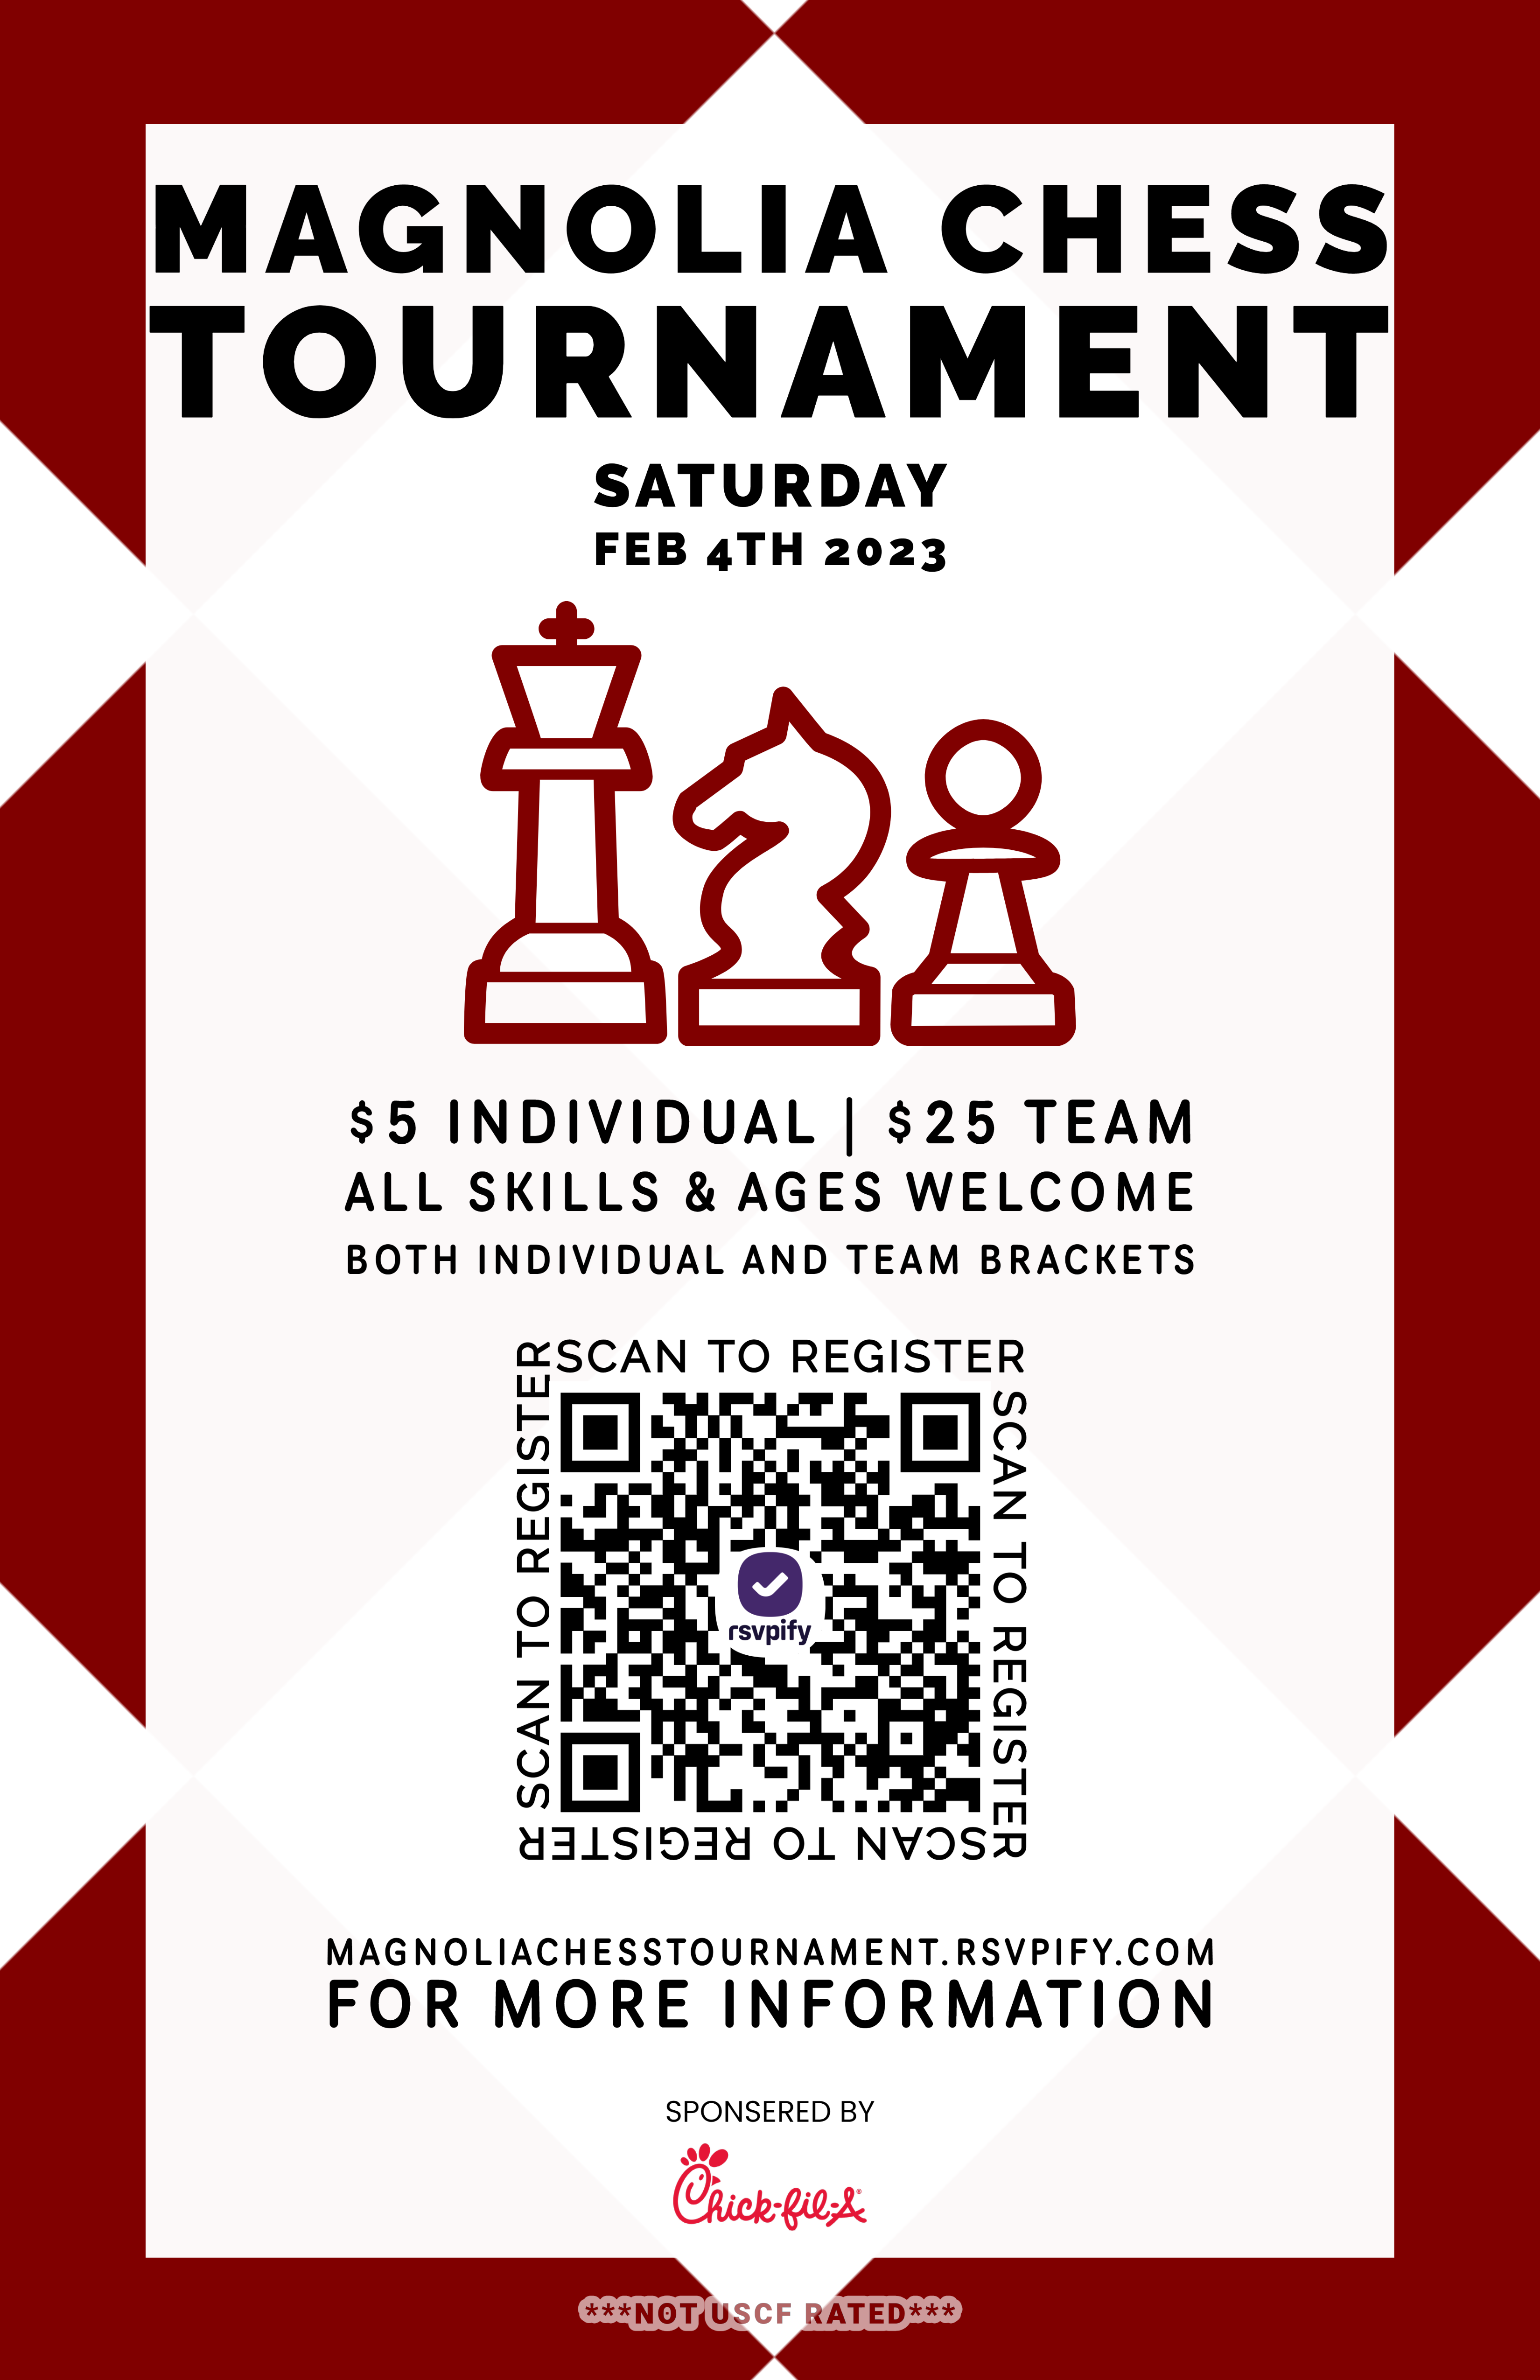 MAGNOLIA CHESS
TOURNAMENT
SATURDAY
FEB 4TH 2023
$5 INDIVIDUAL | $25 TEAM
ALL SKILLS & AGES WELCOME
BOTH INDIVIDUAL AND TEAM BRACKETS
SCAN TO REGISTER
SCAN TO REGISTER
SCAN TO REGISTER
SCAN TO REGISTER
rsvpify
MAGNOLIACHESSTOURNAMENT.RSVPIFY.COM
FOR MORE INFORMATION
SPONSERED BY
Chick-fil-A®
***NOT USCF RATED***